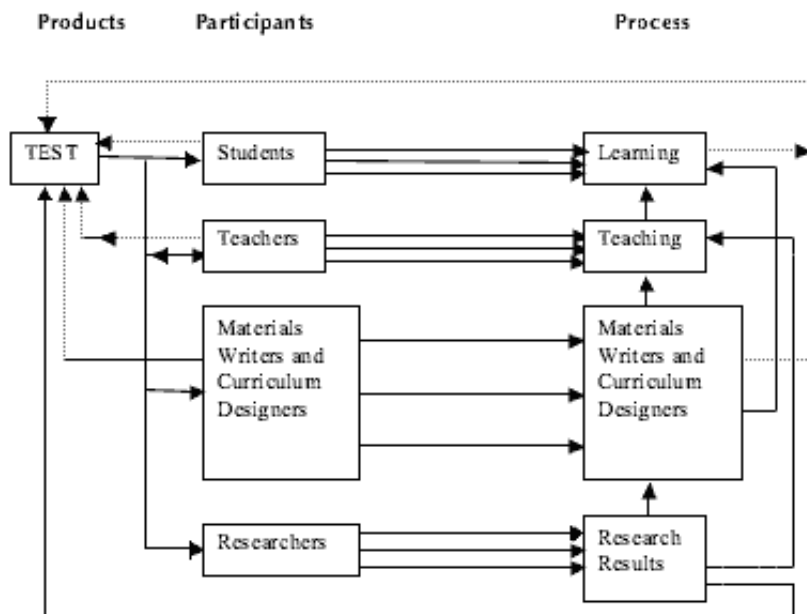 Products Participants Process
TEST
Students
Learning
Teachers
Teaching
Materials
Writers and
Curriculum
Designers
Materials
Writers and
Curriculum
Designers
Researchers
Research
Results